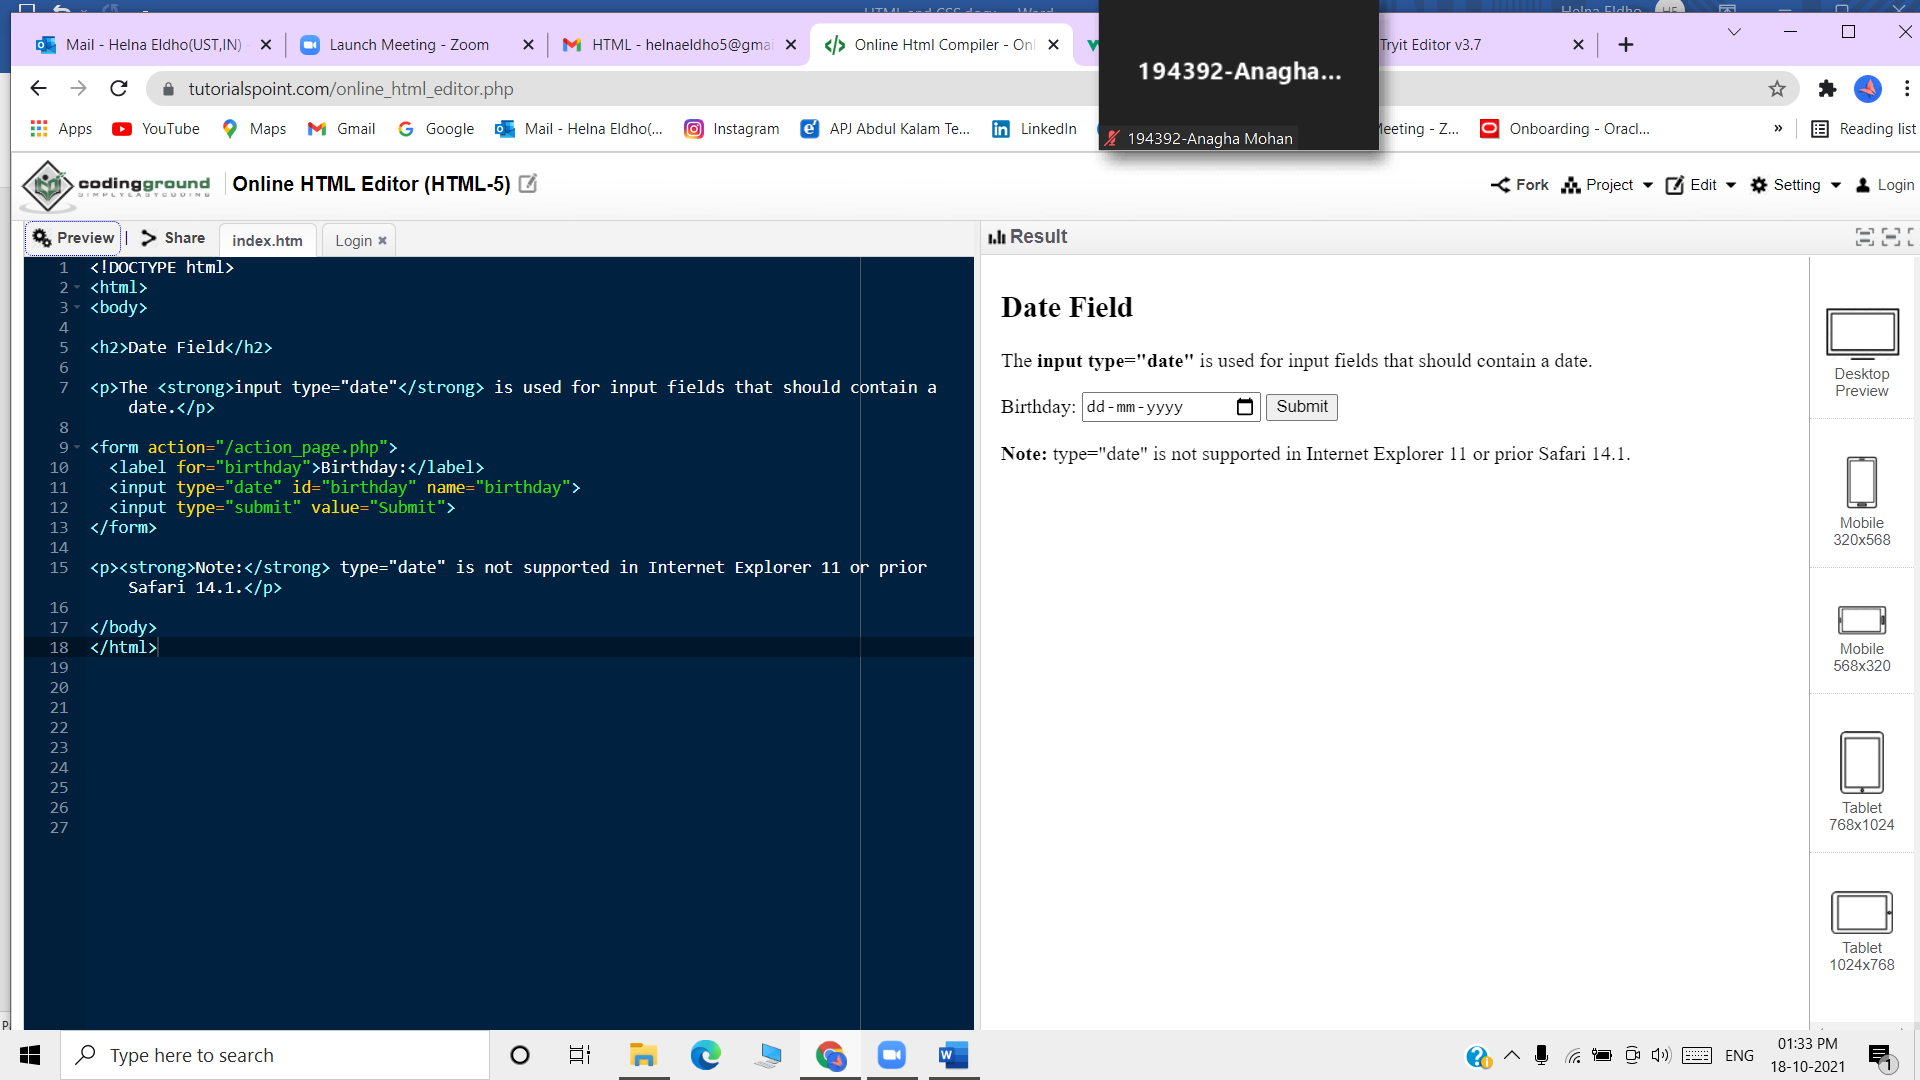 Mail - Helna Eldho(UST,IN)
Launch Meeting - Zoom
HTML - helnaeldho5@gmai
Online Html Compiler - Onl
Tryit Editor v3.7
194392-Anagha...
tutorialspoint.com/online_html_editor.php
Apps
YouTube
Maps
Gmail
Google
Mail - Helna Eldho(...
Instagram
APJ Abdul Kalam Te...
LinkedIn
194392-Anagha Mohan
Meeting - Z...
Onboarding - Oracl...
»
Reading list
codingground
SIMPLYEASYCODING
Online HTML Editor (HTML-5)
Fork
Project
Edit
Setting
Login
Preview
Share
index.htm
Login
Result
1 <!DOCTYPE html>
2 <html>
3 <body>
4
5 <h2>Date Field</h2>
6
7 <p>The <strong>input type="date"</strong> is used for input fields that should contain a
date.</p>
8
9 <form action="/action_page.php">
10 <label for="birthday">Birthday:</label>
11 <input type="date" id="birthday" name="birthday">
12 <input type="submit" value="Submit">
13 </form>
14
15 <p><strong>Note:</strong> type="date" is not supported in Internet Explorer 11 or prior
Safari 14.1.</p>
16
17 </body>
18 </html>
19
20
21
22
23
24
25
26
27
Date Field
The input type="date" is used for input fields that should contain a date.
Birthday: dd-mm-yyyy Submit
Note: type="date" is not supported in Internet Explorer 11 or prior Safari 14.1.
Desktop
Preview
Mobile
320x568
Mobile
568x320
Tablet
768x1024
Tablet
1024x768
Type here to search
ENG
01:33 PM
18-10-2021
1